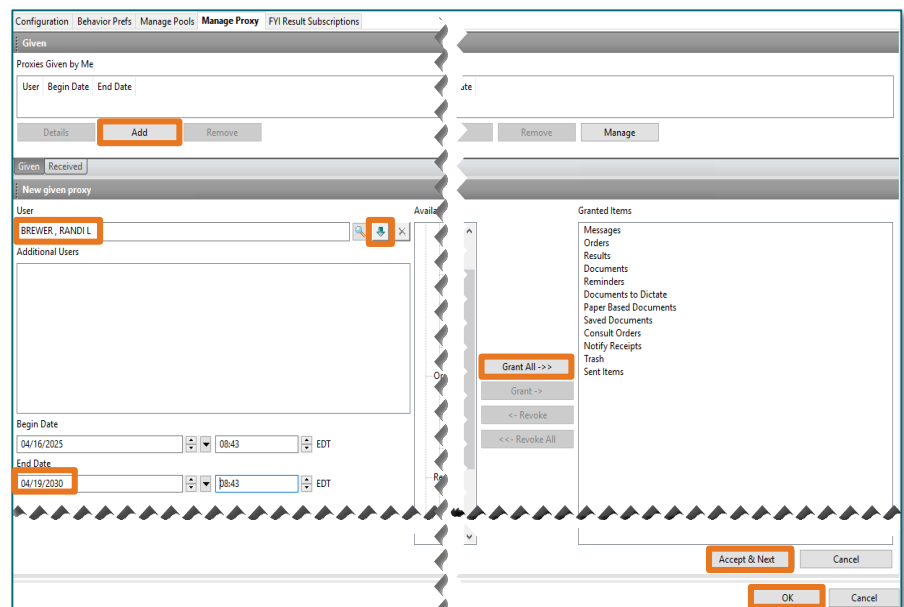 Configuration Behavior Prefs Manage Pools Manage Proxy FYI Result Subscriptions
Given
Proxies Given by Me
User Begin Date End Date
Details Add Remove Remove Manage
Given Received
New given proxy
User Granted Items
BREWER , RANDI L
Additional Users
Messages
Orders
Results
Documents
Reminders
Documents to Dictate
Paper Based Documents
Saved Documents
Consult Orders
Notify Receipts
Trash
Sent Items
Grant All ->>
Grant ->
<- Revoke
<<- Revoke All
Begin Date
04/16/2025 08:43 EDT
End Date
04/19/2030 08:43 EDT
Accept & Next Cancel
OK Cancel